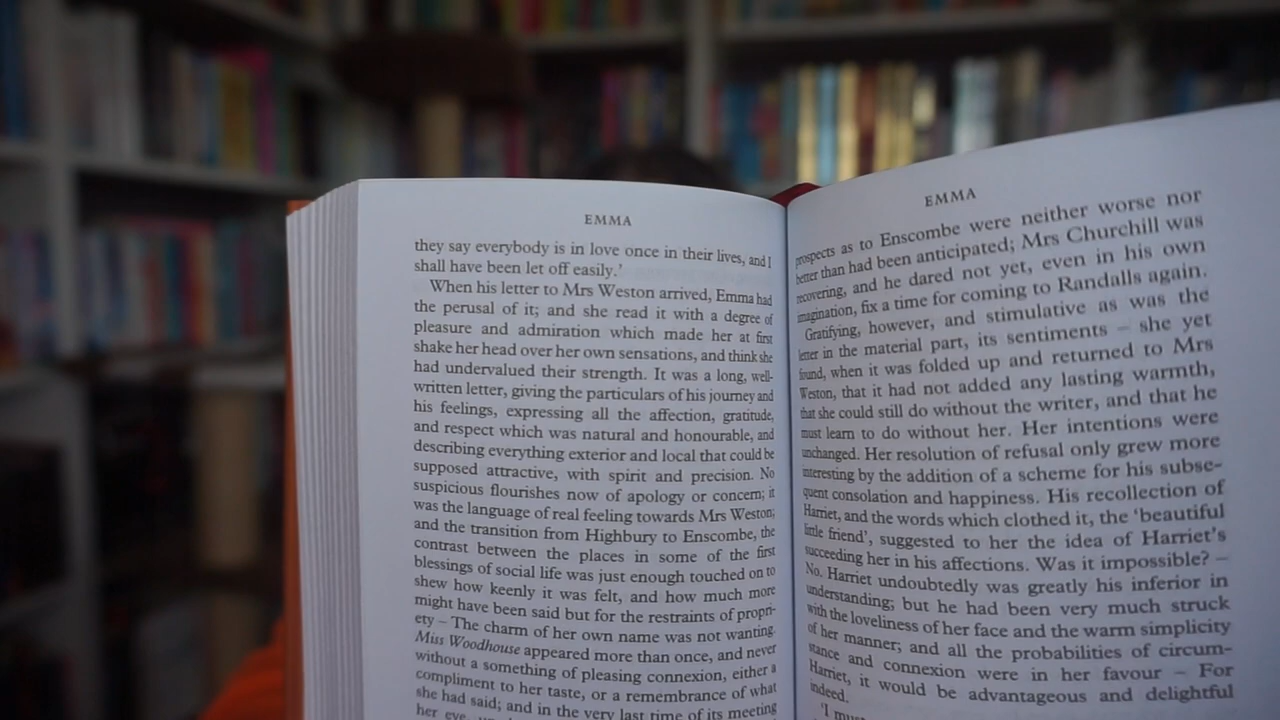 EMMA
they say everybody is in love once in their lives, and I
shall have been let off easily.'
When his letter to Mrs Weston arrived, Emma had
the perusal of it; and she read it with a degree of
pleasure and admiration which made her at first
shake her head over her own sensations, and think she
had undervalued their strength. It was a long, well-
written letter, giving the particulars of his journey and
his feelings, expressing all the affection, gratitude,
and respect which was natural and honourable, and
describing everything exterior and local that could be
supposed attractive, with spirit and precision. No
suspicious flourishes now of apology or concern; it
was the language of real feeling towards Mrs Weston;
and the transition from Highbury to Enscombe, the
contrast between the places in some of the first
blessings of social life was just enough touched on to
shew how keenly it was felt, and how much more
might have been said but for the restraints of propri-
ety – The charm of her own name was not wanting.
Miss Woodhouse appeared more than once, and never
without a something of pleasing connexion, either a
compliment to her taste, or a remembrance of what
she had said; and in the very last time of its meeting
her eye,
EMMA
prospects as to Enscombe were neither worse nor
better than had been anticipated; Mrs Churchill was
recovering, and he dared not yet, even in his own
imagination, fix a time for coming to Randalls again.
Gratifying, however, and stimulative as was the
letter in the material part, its sentiments – she yet
found, when it was folded up and returned to Mrs
Weston, that it had not added any lasting warmth,
that she could still do without the writer, and that he
must learn to do without her. Her intentions were
unchanged. Her resolution of refusal only grew more
interesting by the addition of a scheme for his subse-
quent consolation and happiness. His recollection of
Harriet, and the words which clothed it, the 'beautiful
little friend', suggested to her the idea of Harriet's
succeeding her in his affections. Was it impossible? –
No. Harriet undoubtedly was greatly his inferior in
understanding; but he had been very much struck
with the loveliness of her face and the warm simplicity
of her manner; and all the probabilities of circum-
stance and connexion were in her favour – For
Harriet, it would be advantageous and delightful
indeed.
'I must